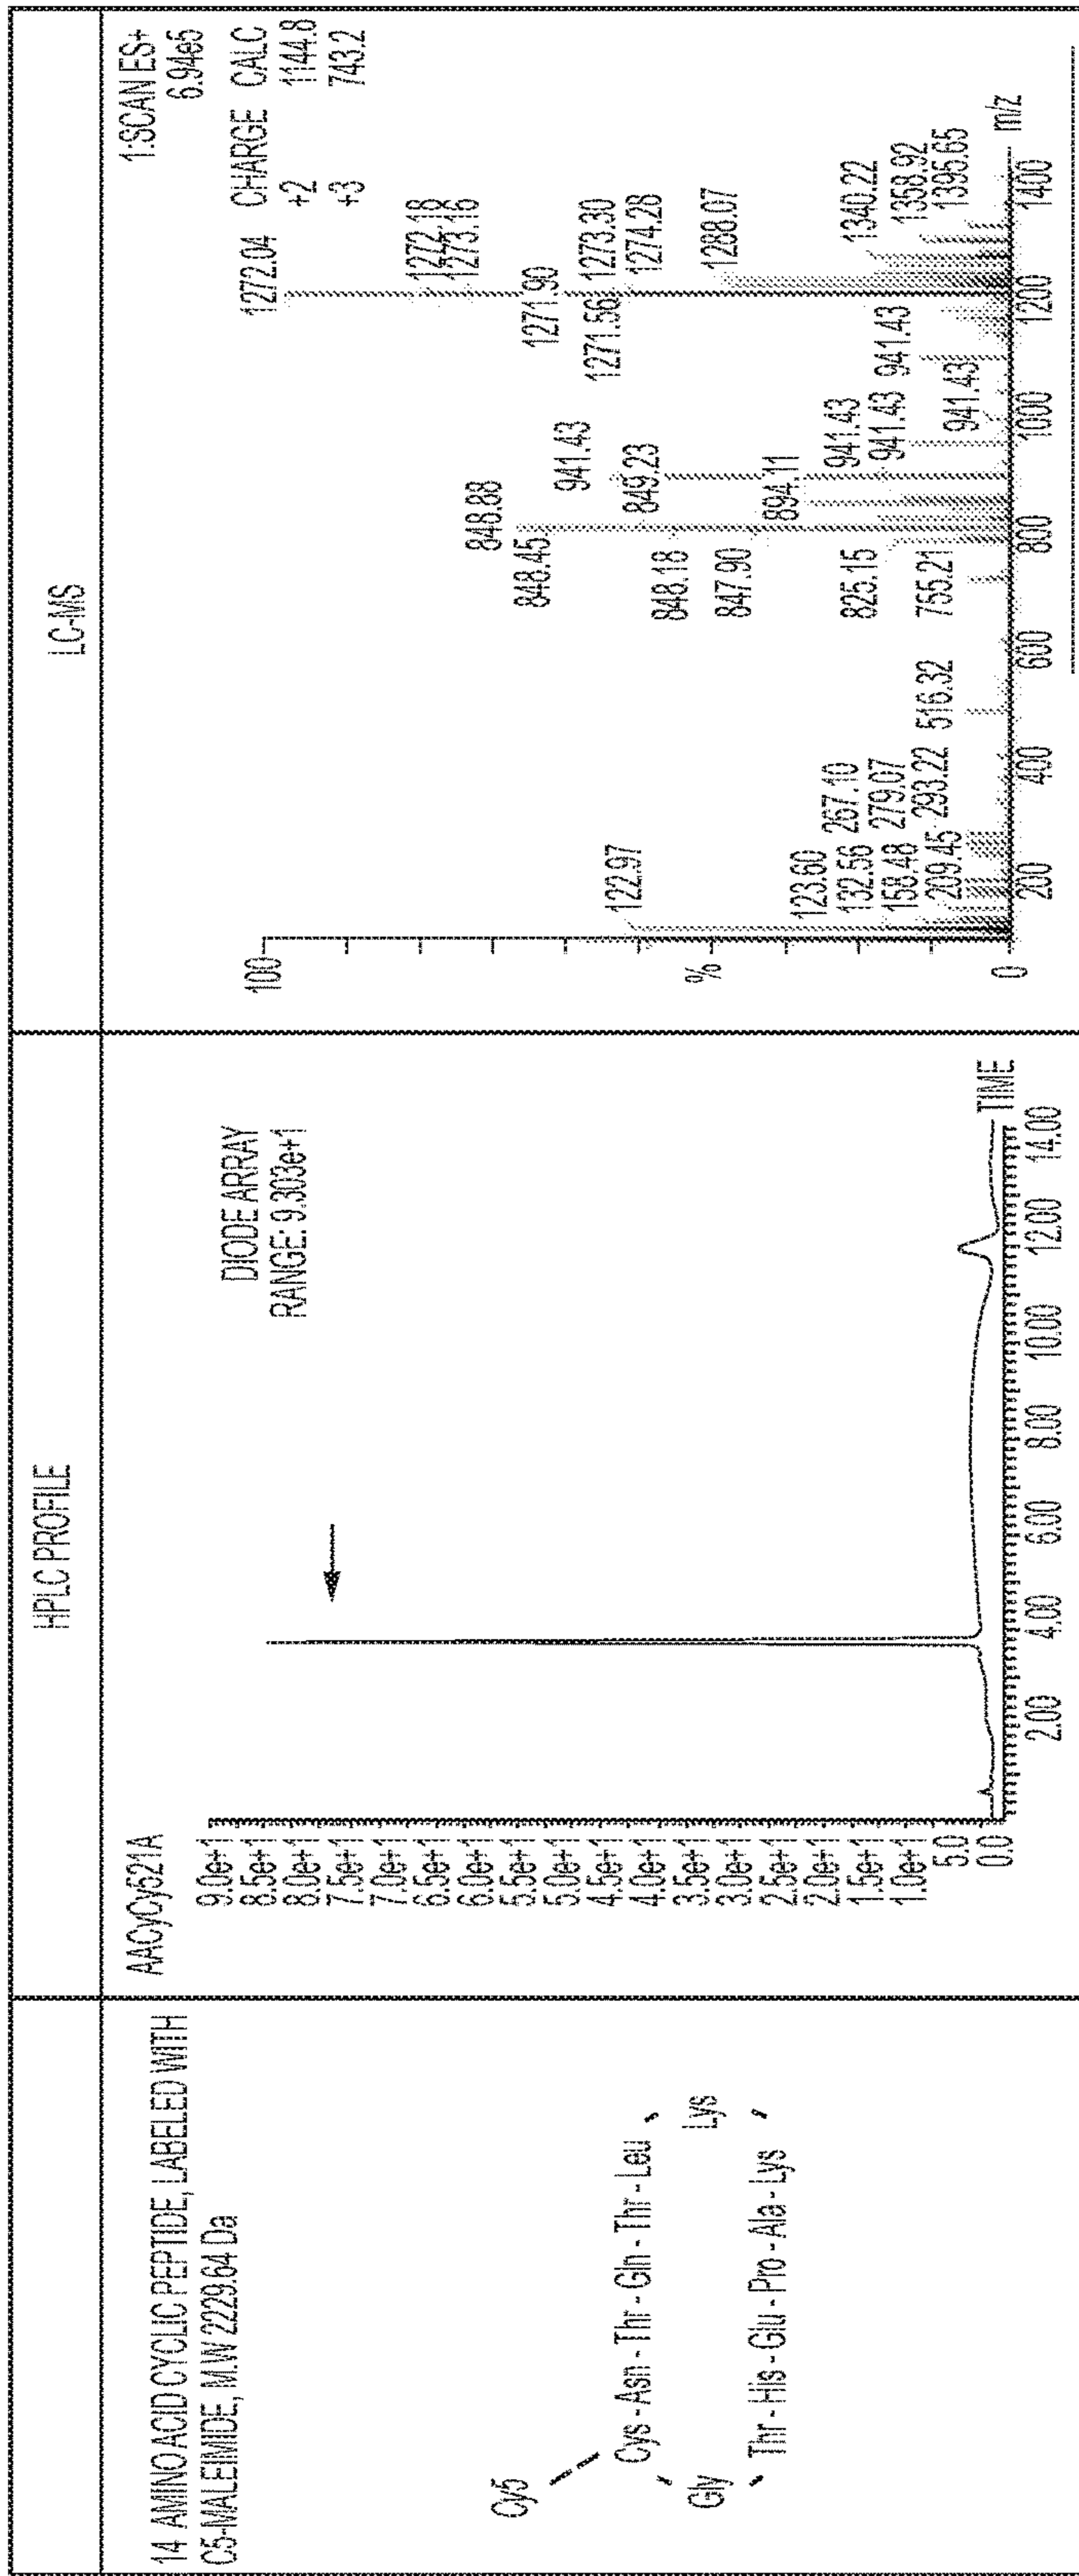 HPLC PROFILE
LC-MS
14 AMINO ACID CYCLIC PEPTIDE, LABELED WITH
C5-MALEIMIDE, M.W 2229.64 Da
Cy5
Cys - Asn - Thr - Gln - Thr - Leu
Gly
Lys
Thr - His - Glu - Pro - Ala - Lys
AACyCy521A
DIODE ARRAY
RANGE: 9.303e+1
9.0e+1
8.5e+1
8.0e+1
7.5e+1
7.0e+1
6.5e+1
6.0e+1
5.5e+1
5.0e+1
4.5e+1
4.0e+1
3.5e+1
3.0e+1
2.5e+1
2.0e+1
1.5e+1
1.0e+1
5.0
0.0
2.00 4.00 6.00 8.00 10.00 12.00 14.00
TIME
1:SCAN ES+
6.94e5
CHARGE CALC
+2 1144.8
+3 743.2
100
%
0
1272.04
1272.18
1273.16
1271.90
1273.30
1271.56
1274.28
1288.07
1340.22
1358.92
1395.65
848.88
848.45
941.43
849.23
848.18
847.90
894.11
941.43
941.43
941.43
941.43
825.15
755.21
516.32
122.97
123.60
132.56 267.10
158.48 279.07
209.45 293.22
200 400 600 800 1000 1200 1400
m/z